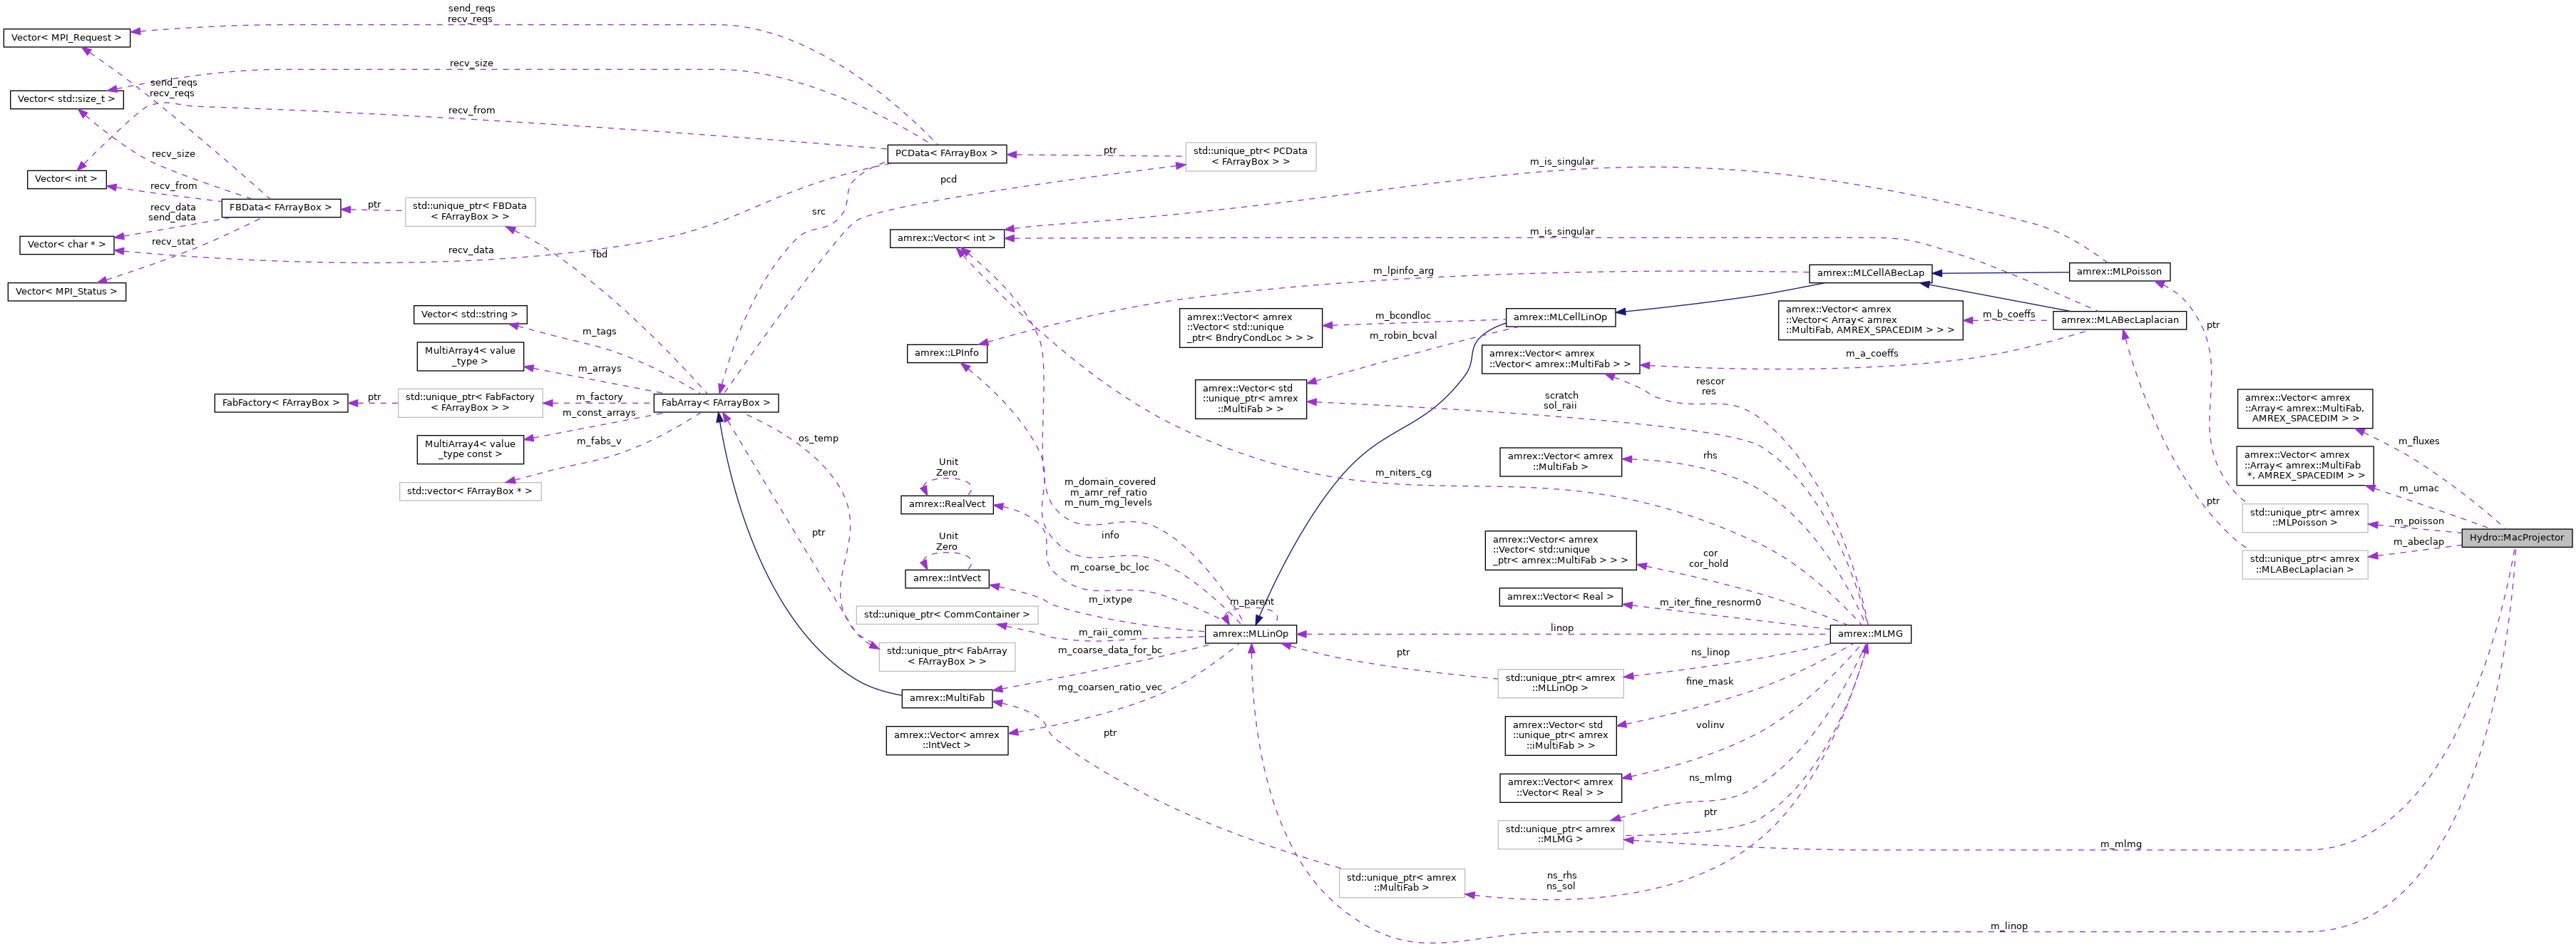 send_reqs
recv_reqs
Vector< MPI_Request >
recv_size
send_reqs
recv_reqs
Vector< std::size_t >
recv_from
recv_size
PCData< FArrayBox >
ptr
std::unique_ptr< PCData
< FArrayBox > >
m_is_singular
Vector< int >
recv_from
pcd
FBData< FArrayBox >
ptr
std::unique_ptr< FBData
< FArrayBox > >
recv_data
send_data
src
Vector< char * >
recv_stat
recv_data
fbd
amrex::Vector< int >
m_is_singular
Vector< MPI_Status >
m_lpinfo_arg
amrex::MLCellABecLap
amrex::MLPoisson
Vector< std::string >
m_tags
amrex::Vector< amrex
::Vector< std::unique
_ptr< BndryCondLoc > > >
m_bcondloc
amrex::MLCellLinOp
amrex::Vector< amrex
::Vector< Array< amrex
::MultiFab, AMREX_SPACEDIM > > >
m_b_coeffs
amrex::MLABecLaplacian
ptr
MultiArray4< value
_type >
m_arrays
amrex::LPInfo
m_robin_bcval
amrex::Vector< amrex
::Vector< amrex::MultiFab > >
m_a_coeffs
FabFactory< FArrayBox >
ptr
std::unique_ptr< FabFactory
< FArrayBox > >
m_factory
FabArray< FArrayBox >
amrex::Vector< std
::unique_ptr< amrex
::MultiFab > >
scratch
sol_raii
rescor
res
m_const_arrays
MultiArray4< value
_type const >
m_fabs_v
os_temp
amrex::Vector< amrex
::Array< amrex::MultiFab,
AMREX_SPACEDIM > >
m_fluxes
std::vector< FArrayBox * >
Unit
Zero
amrex::RealVect
m_niters_cg
m_domain_covered
m_amr_ref_ratio
m_num_mg_levels
amrex::Vector< amrex
::MultiFab >
rhs
amrex::Vector< amrex
::Array< amrex::MultiFab
*, AMREX_SPACEDIM > >
m_umac
ptr
ptr
info
Unit
Zero
amrex::IntVect
m_coarse_bc_loc
m_ixtype
amrex::Vector< amrex
::Vector< std::unique
_ptr< amrex::MultiFab > > >
cor
cor_hold
std::unique_ptr< amrex
::MLPoisson >
m_poisson
Hydro::MacProjector
std::unique_ptr< amrex
::MLABecLaplacian >
m_abeclap
amrex::Vector< Real >
m_iter_fine_resnorm0
std::unique_ptr< CommContainer >
m_raii_comm
m_parent
amrex::MLLinOp
linop
amrex::MLMG
std::unique_ptr< FabArray
< FArrayBox > >
m_coarse_data_for_bc
ptr
ns_linop
std::unique_ptr< amrex
::MLLinOp >
fine_mask
amrex::MultiFab
mg_coarsen_ratio_vec
amrex::Vector< amrex
::IntVect >
ptr
amrex::Vector< std
::unique_ptr< amrex
::iMultiFab > >
volinv
amrex::Vector< amrex
::Vector< Real > >
ns_mlmg
ptr
std::unique_ptr< amrex
::MLMG >
m_mlmg
std::unique_ptr< amrex
::MultiFab >
ns_rhs
ns_sol
m_linop